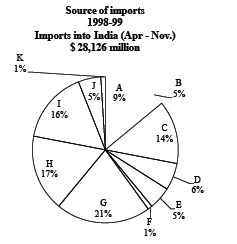 Source of imports
1998-99
Imports into India (Apr - Nov.)
$ 28,126 million
K
1%
J
5%
A
9%
B
5%
I
16%
C
14%
H
17%
D
6%
G
21%
E
5%
F
1%